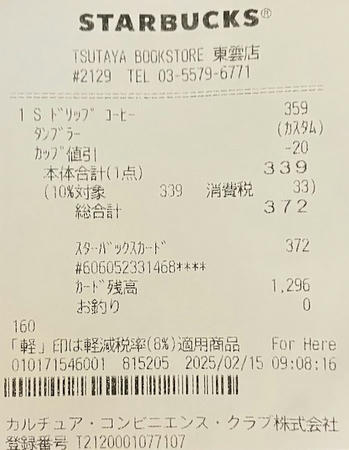 STARBUCKS®
TSUTAYA BOOKSTORE 東雲店
#2129 TEL 03-5579-6771
1 S ﾄﾞﾘｯﾌﾟ ｺｰﾋｰ 359
ﾀﾝﾌﾞﾗｰ (ｶｽﾀﾑ)
ｶｯﾌﾟ値引 -20
本体合計(1点) 339
(10%対象 339 消費税 33)
総合計 372
ｽﾀｰﾊﾞｯｸｽｶｰﾄﾞ 372
#606052331468****
ｶｰﾄﾞ残高 1,296
お釣り 0
160
「軽」印は軽減税率(8%)適用商品 For Here
010171546001 815205 2025/02/15 09:08:16
カルチュア・コンビニエンス・クラブ株式会社
登録番号 T2120001077107